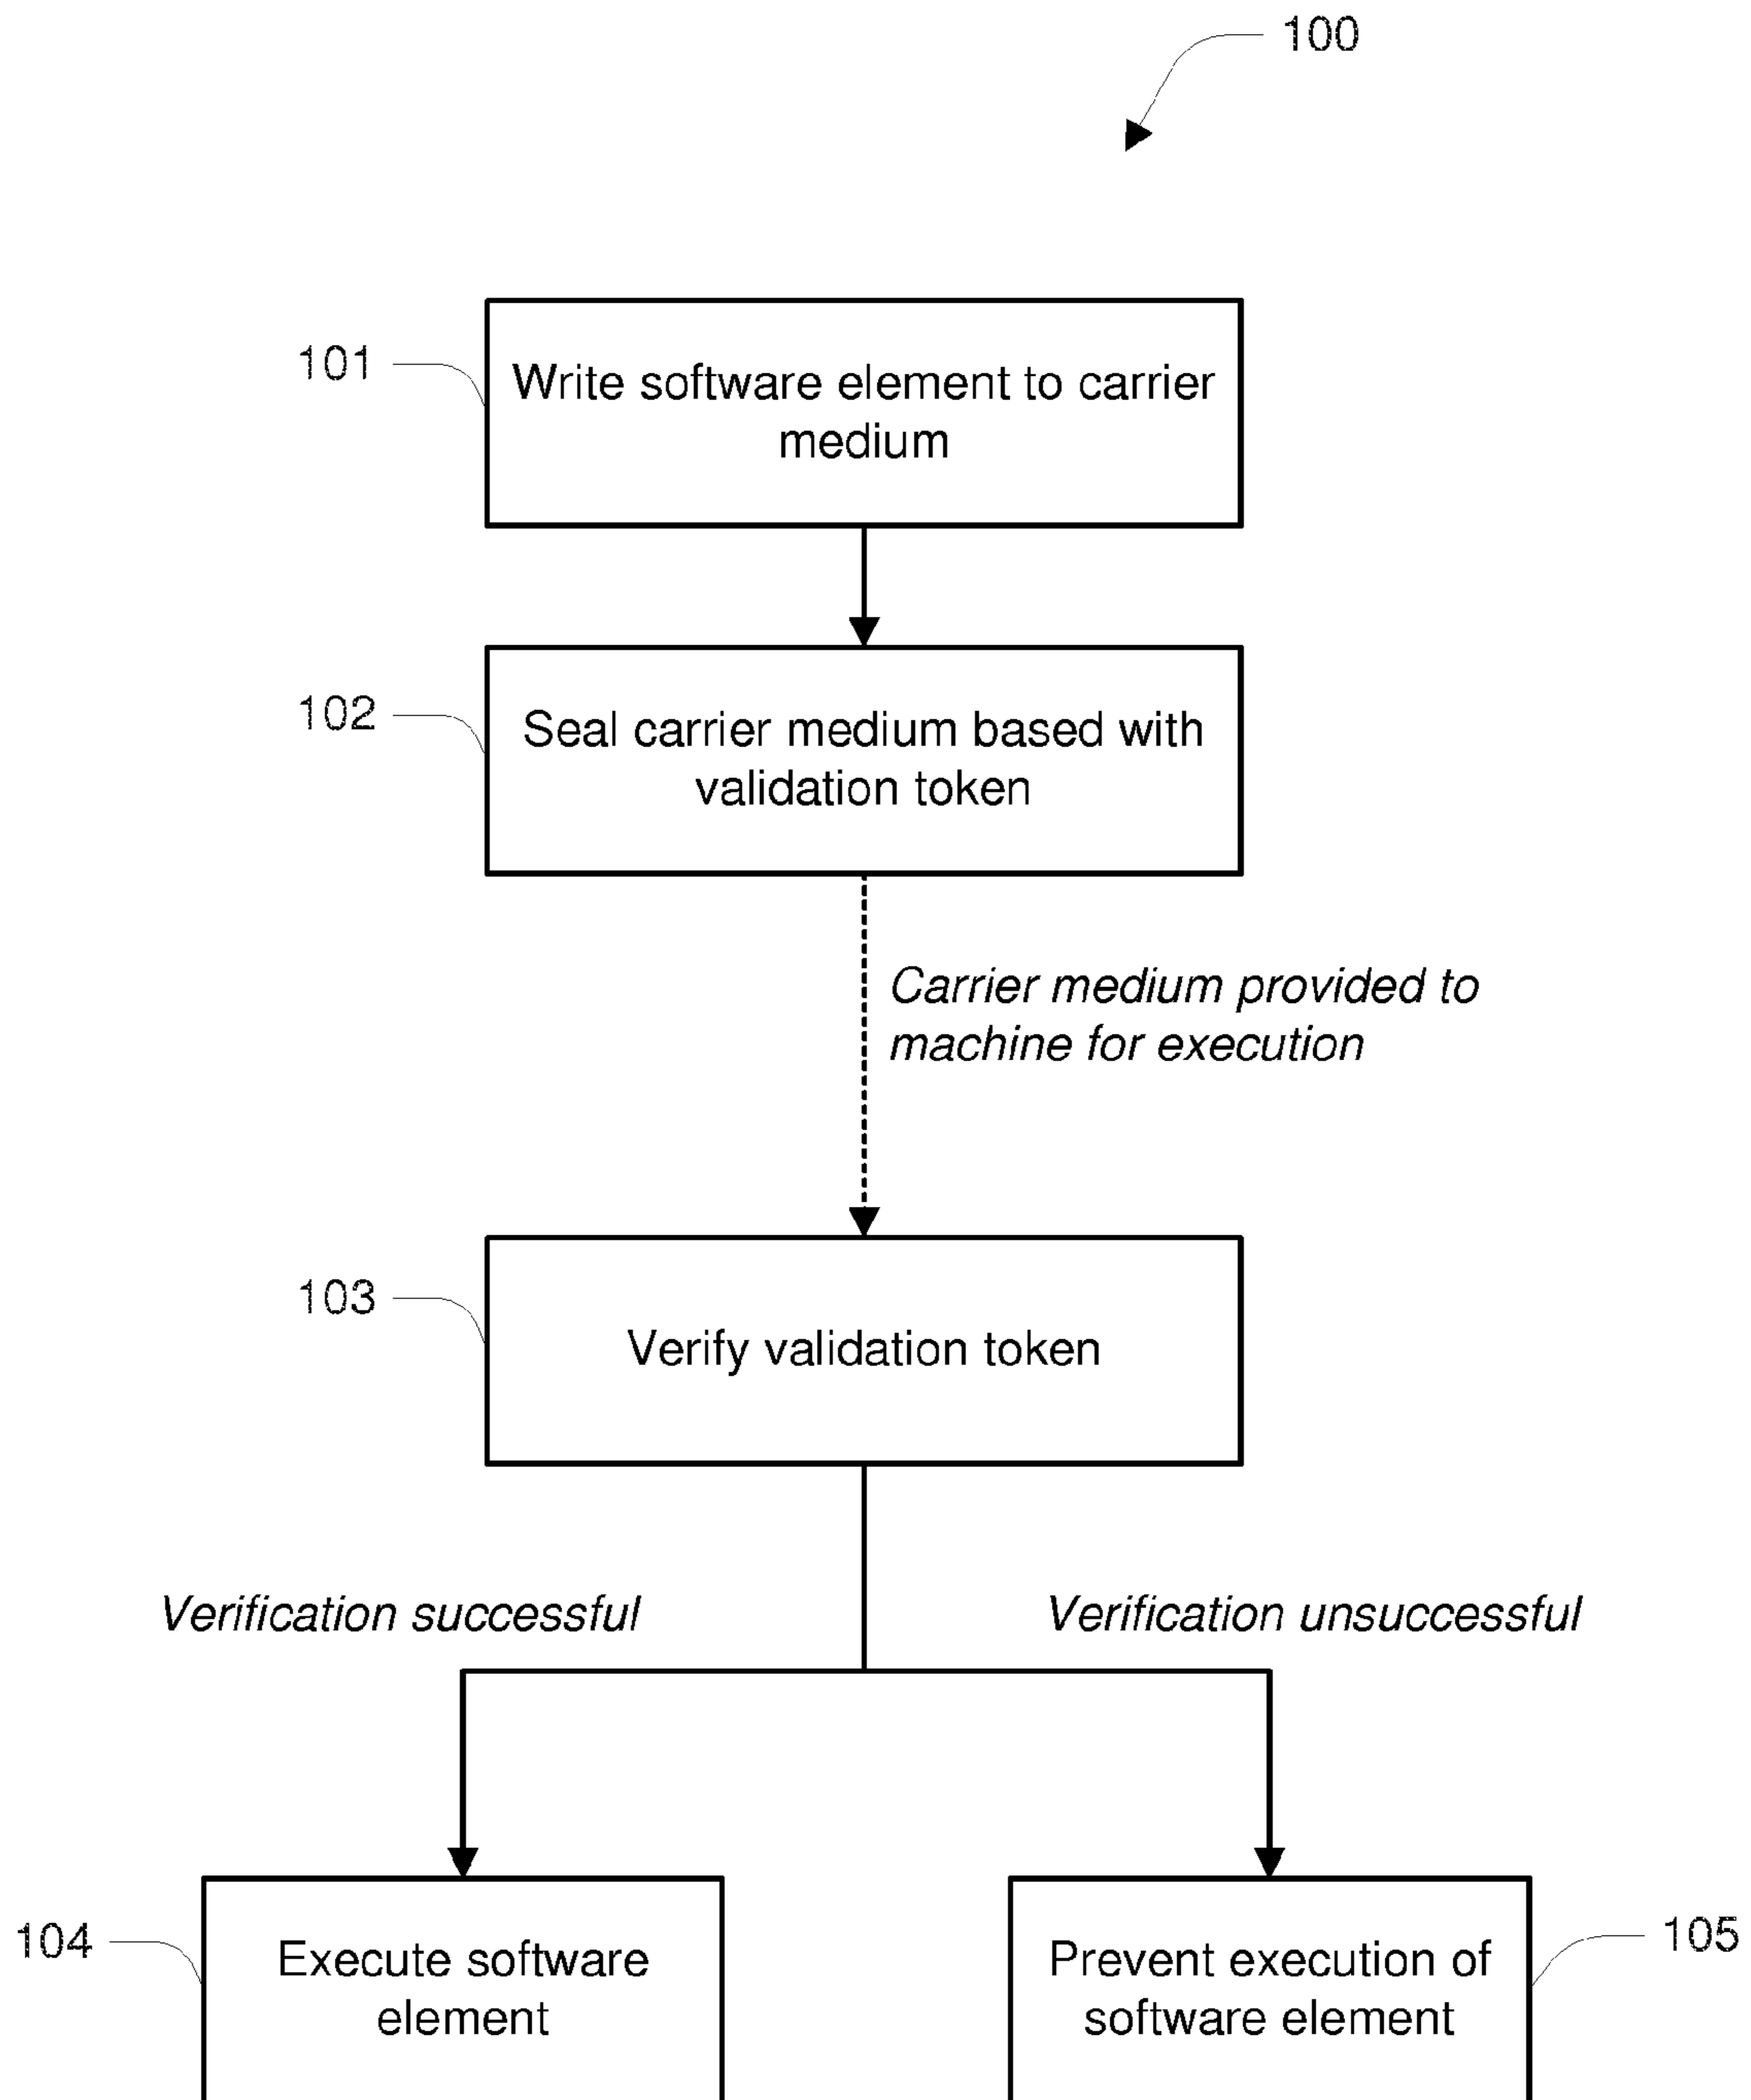 100
101
Write software element to carrier
medium
102
Seal carrier medium based with
validation token
Carrier medium provided to
machine for execution
103
Verify validation token
Verification successful
Verification unsuccessful
104
Execute software
element
Prevent execution of
software element
105